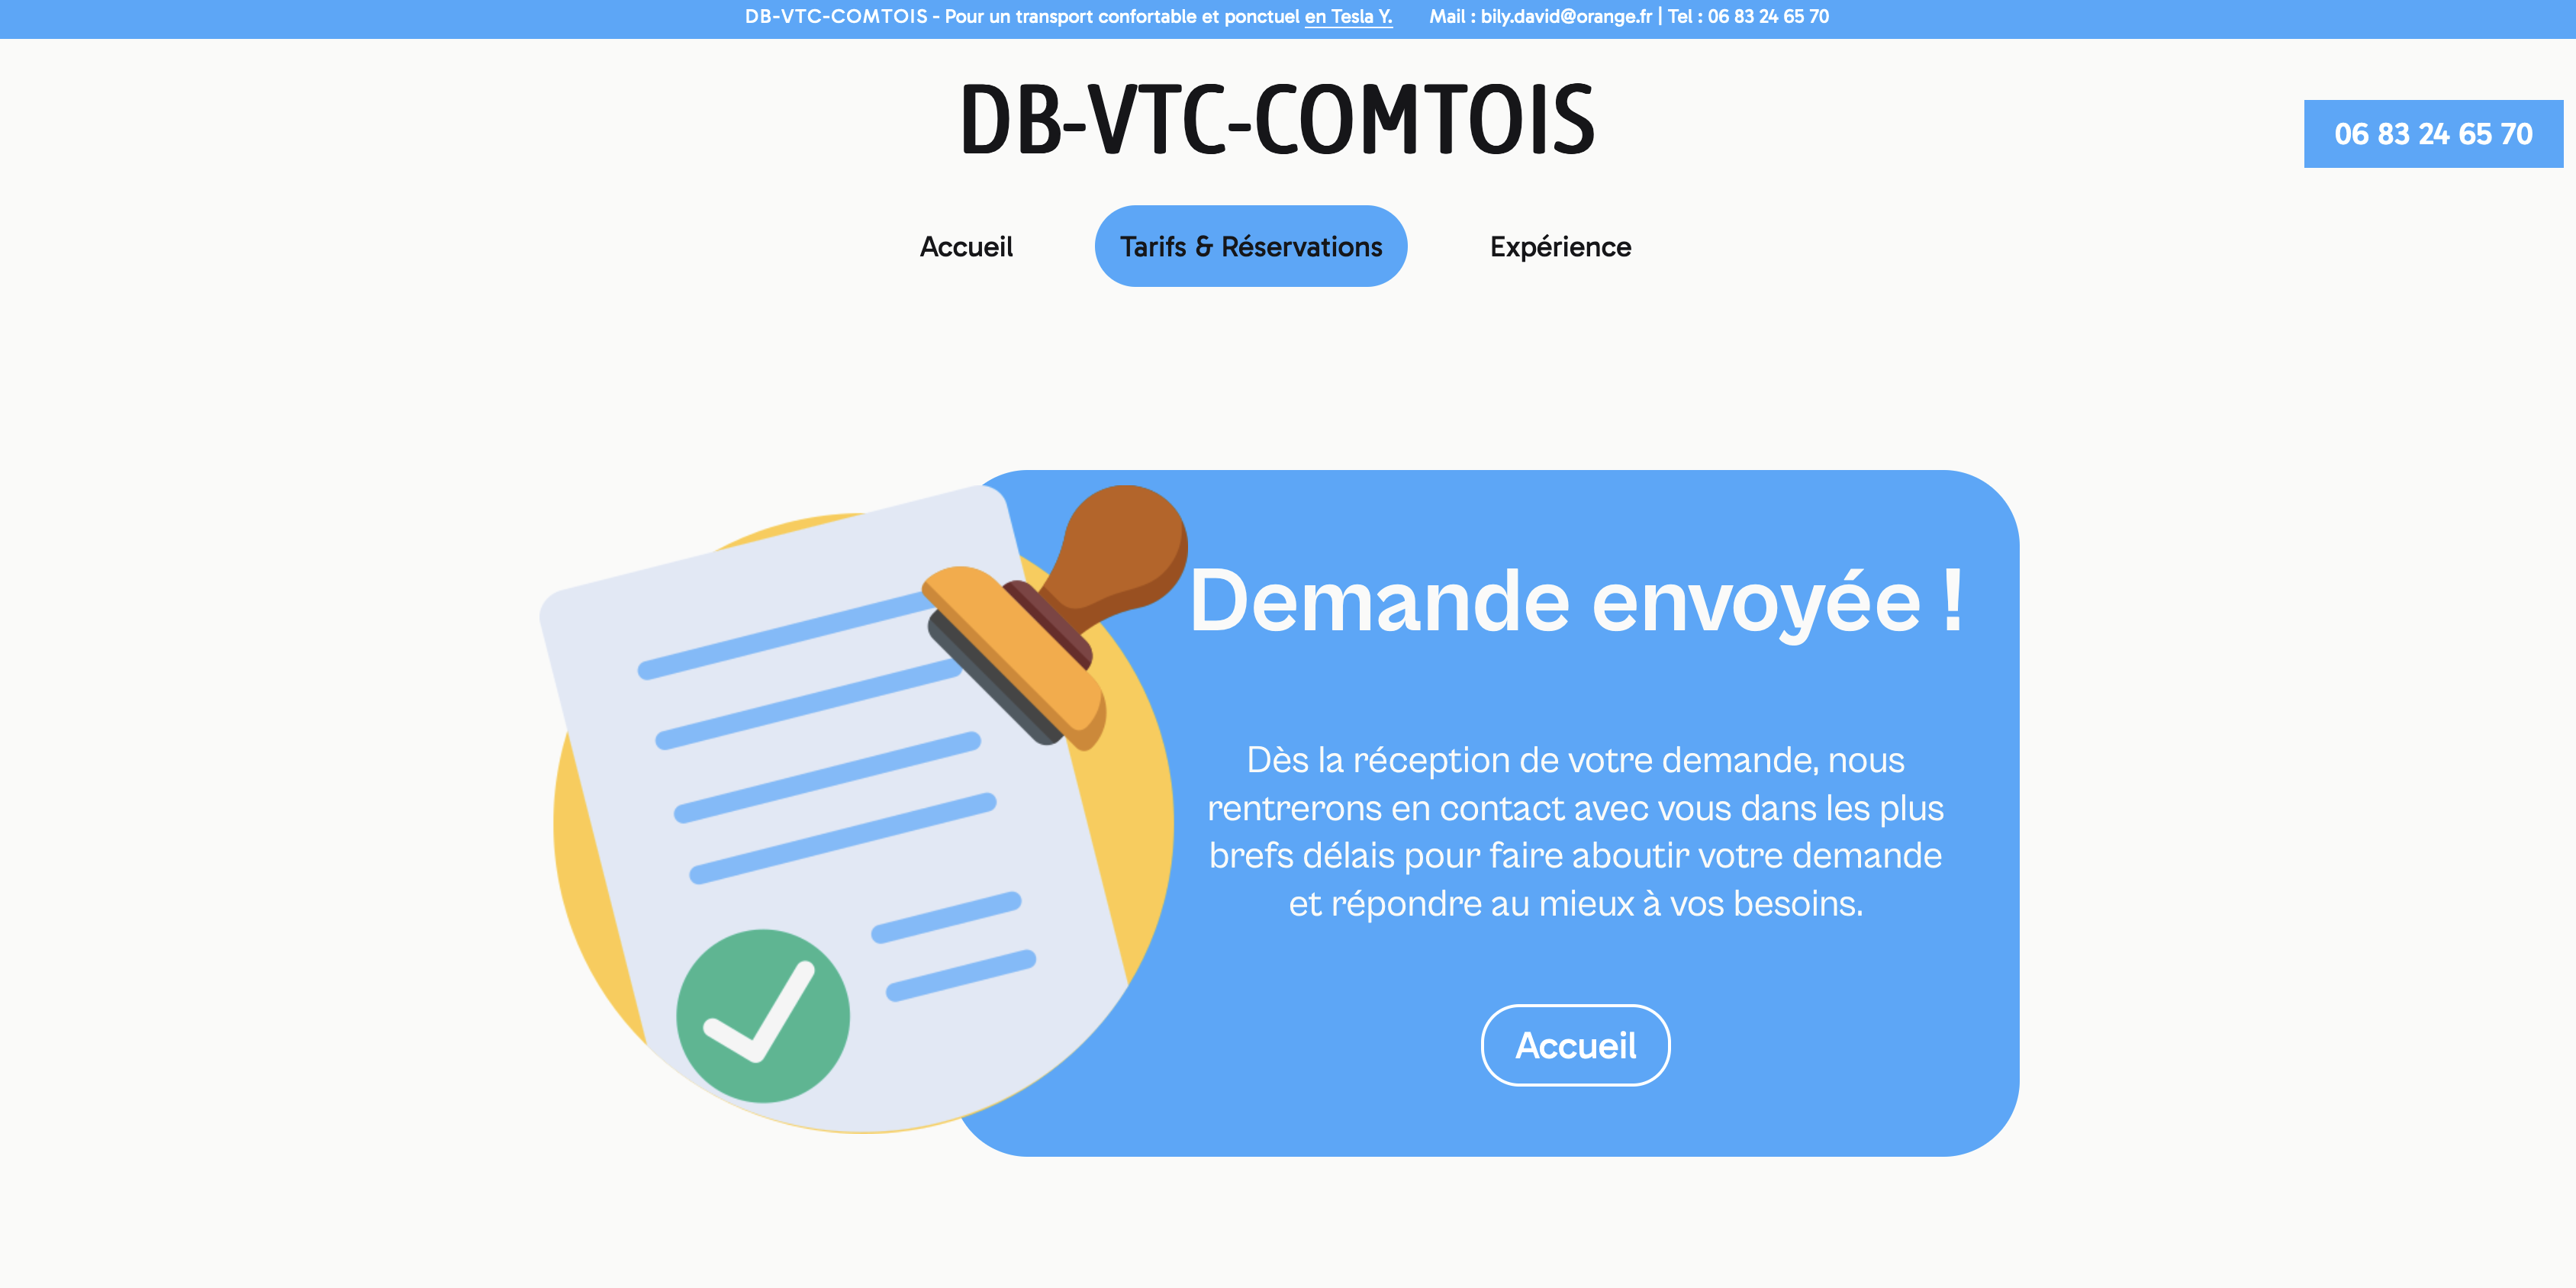 DB-VTC-COMTOIS - Pour un transport confortable et ponctuel en Tesla Y. Mail : bily.david@orange.fr | Tel : 06 83 24 65 70
DB-VTC-COMTOIS
06 83 24 65 70
Accueil Tarifs & Réservations Expérience
Demande envoyée !
Dès la réception de votre demande, nous
rentrerons en contact avec vous dans les plus
brefs délais pour faire aboutir votre demande
et répondre au mieux à vos besoins.
Accueil